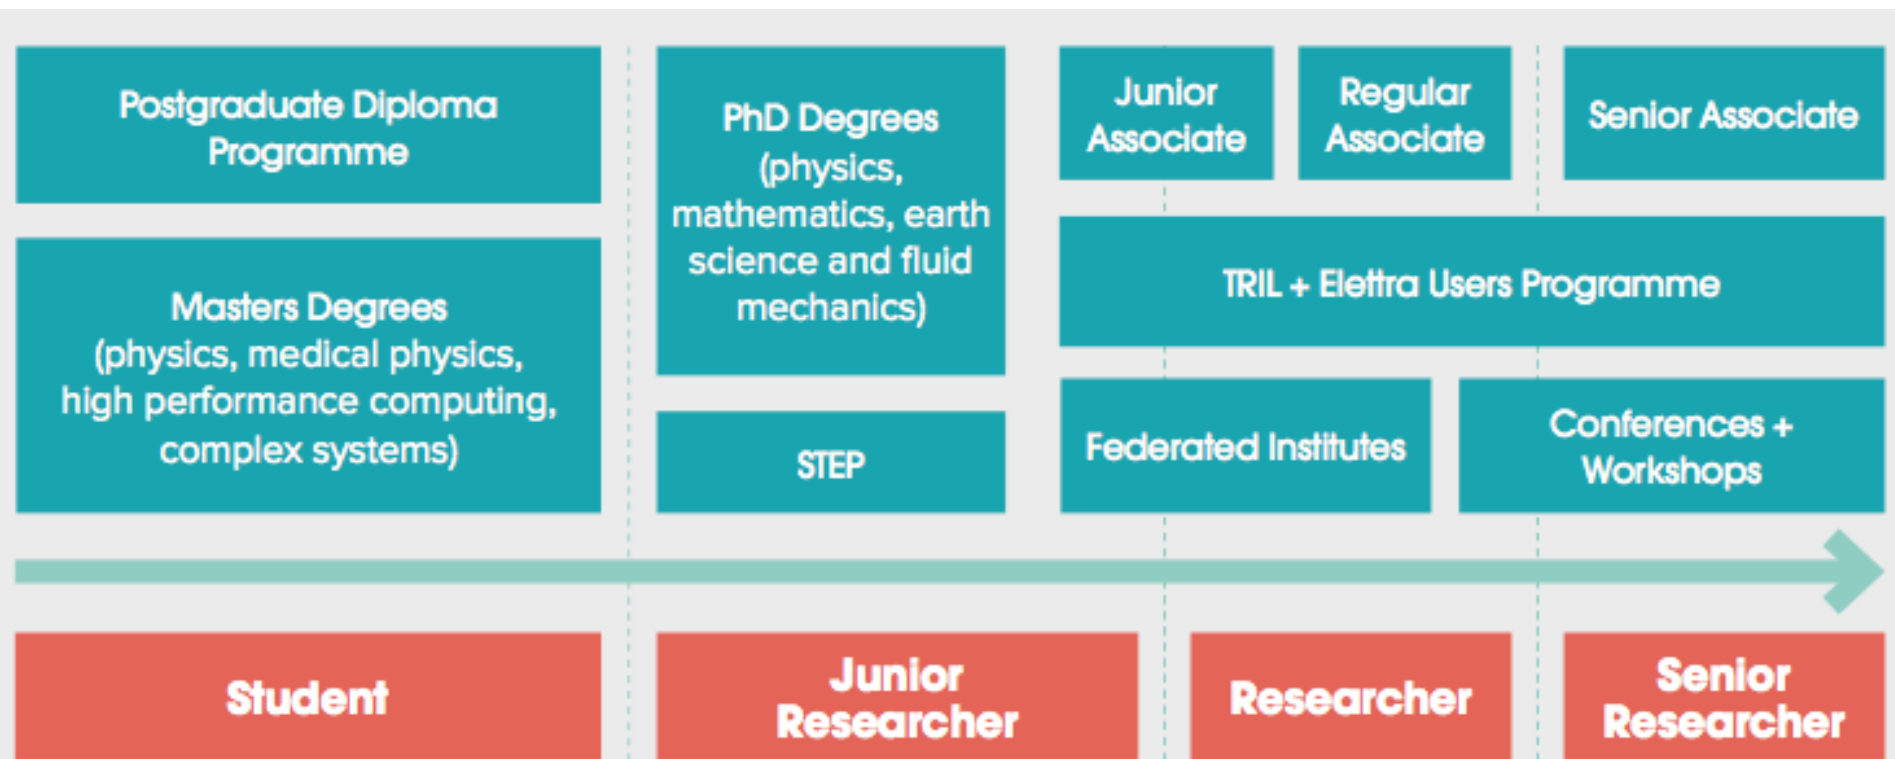 Postgraduate Diploma
Programme
Masters Degrees
(physics, medical physics,
high performance computing,
complex systems)
PhD Degrees
(physics,
mathematics, earth
science and fluid
mechanics)
STEP
Junior
Associate
Regular
Associate
Senior Associate
TRIL + Elettra Users Programme
Federated Institutes
Conferences +
Workshops
Student
Junior
Researcher
Researcher
Senior
Researcher